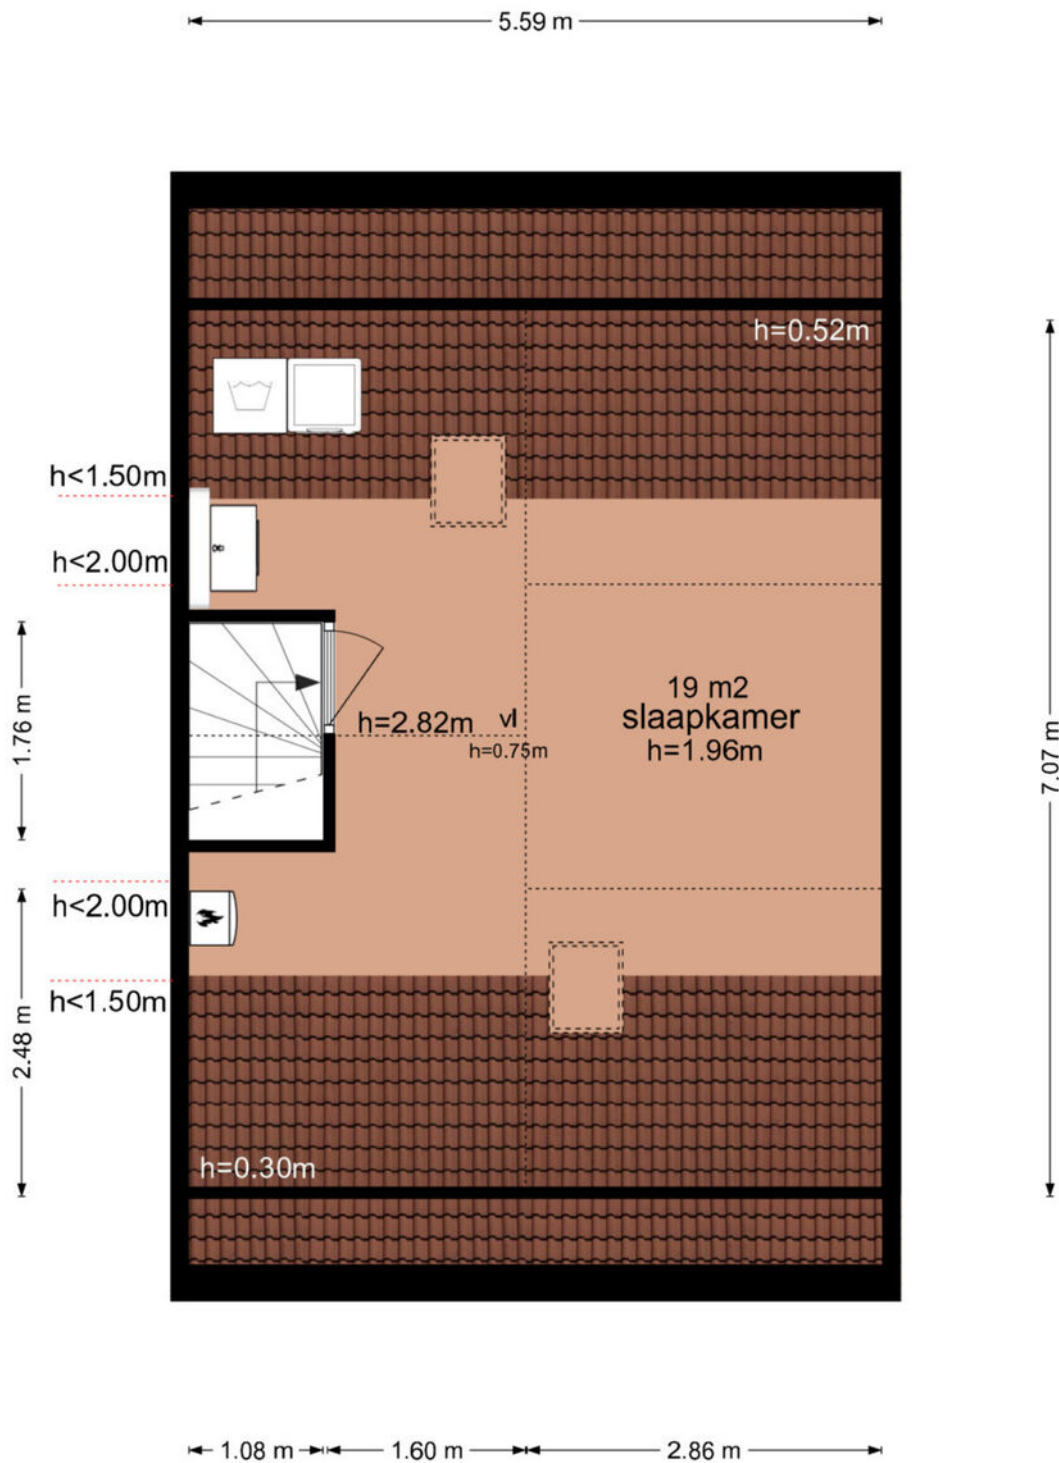 5.59 m
h=0.52m
h<1.50m
h<2.00m
1.76 m
19 m2
slaapkamer
h=1.96m
h=2.82m
vl
h=0.75m
7.07 m
h<2.00m
h<1.50m
2.48 m
h=0.30m
1.08 m
1.60 m
2.86 m